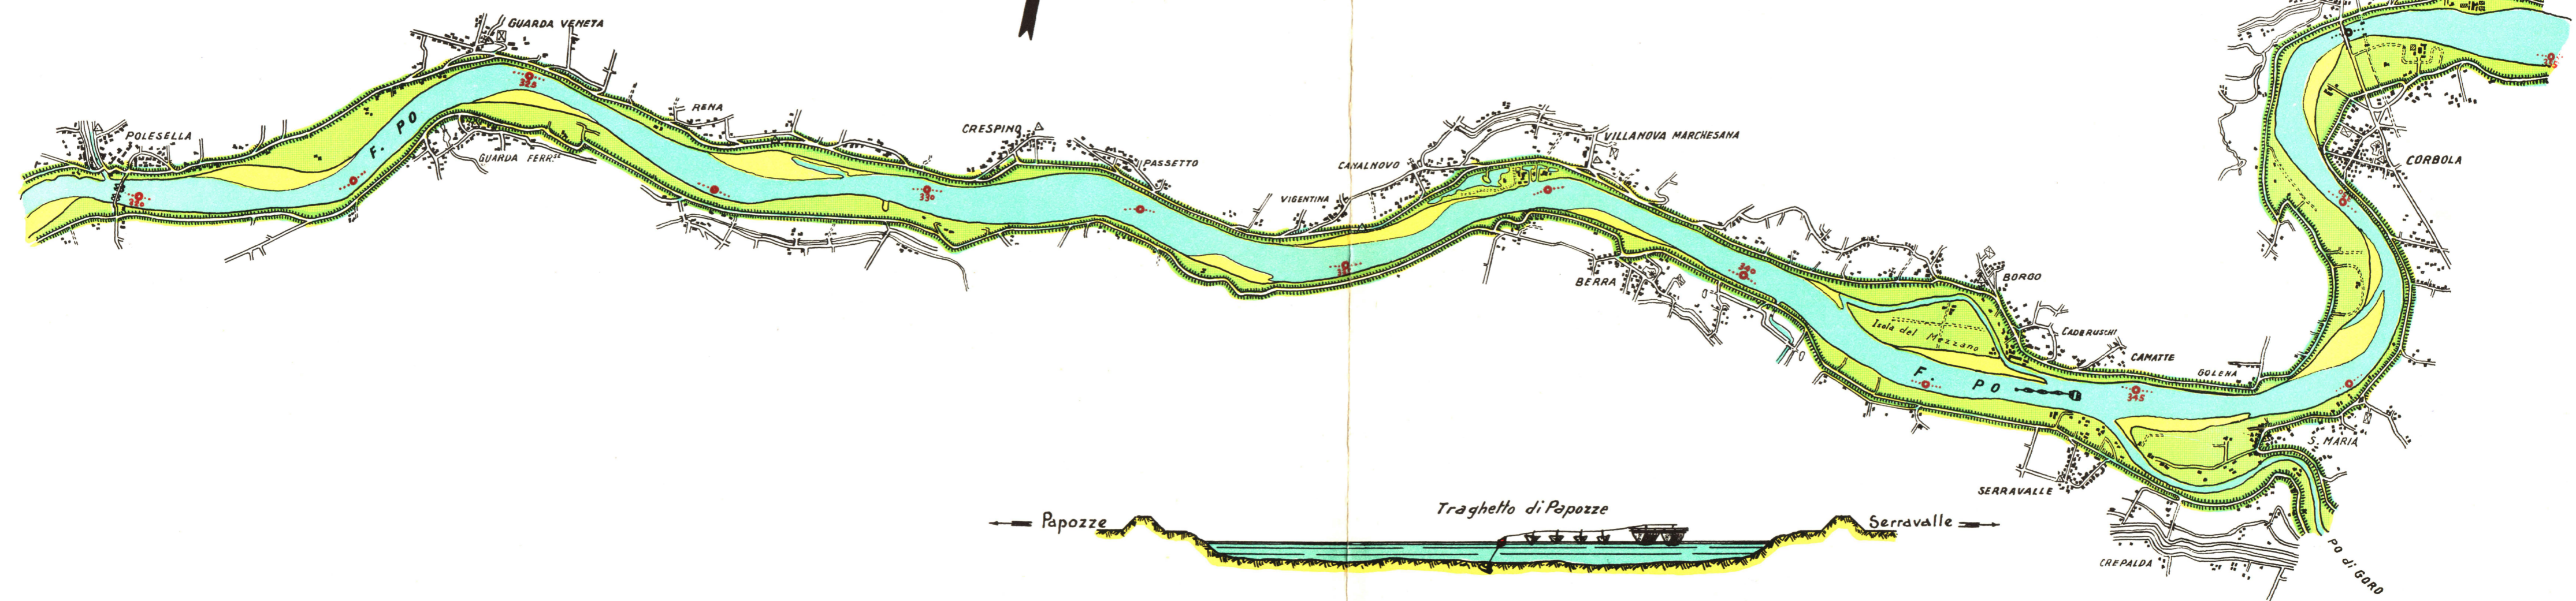 GUARDA VENETA
POLESELLA
F. PO
GUARDA FERR.
RENA
CRESPINO
PASSETTO
330
VIGENTINA
CANALNOVO
VILLANOVA MARCHESANA
BERRA
340
BORGO
Isola del Mezzano
CADERUSCHI
CAMATTE
GOLENA
F. PO
345
CORBOLA
S. MARIA
SERRAVALLE
CREPALDA
PO di GORO
Traghetto di Papozze
Papozze
Serravalle